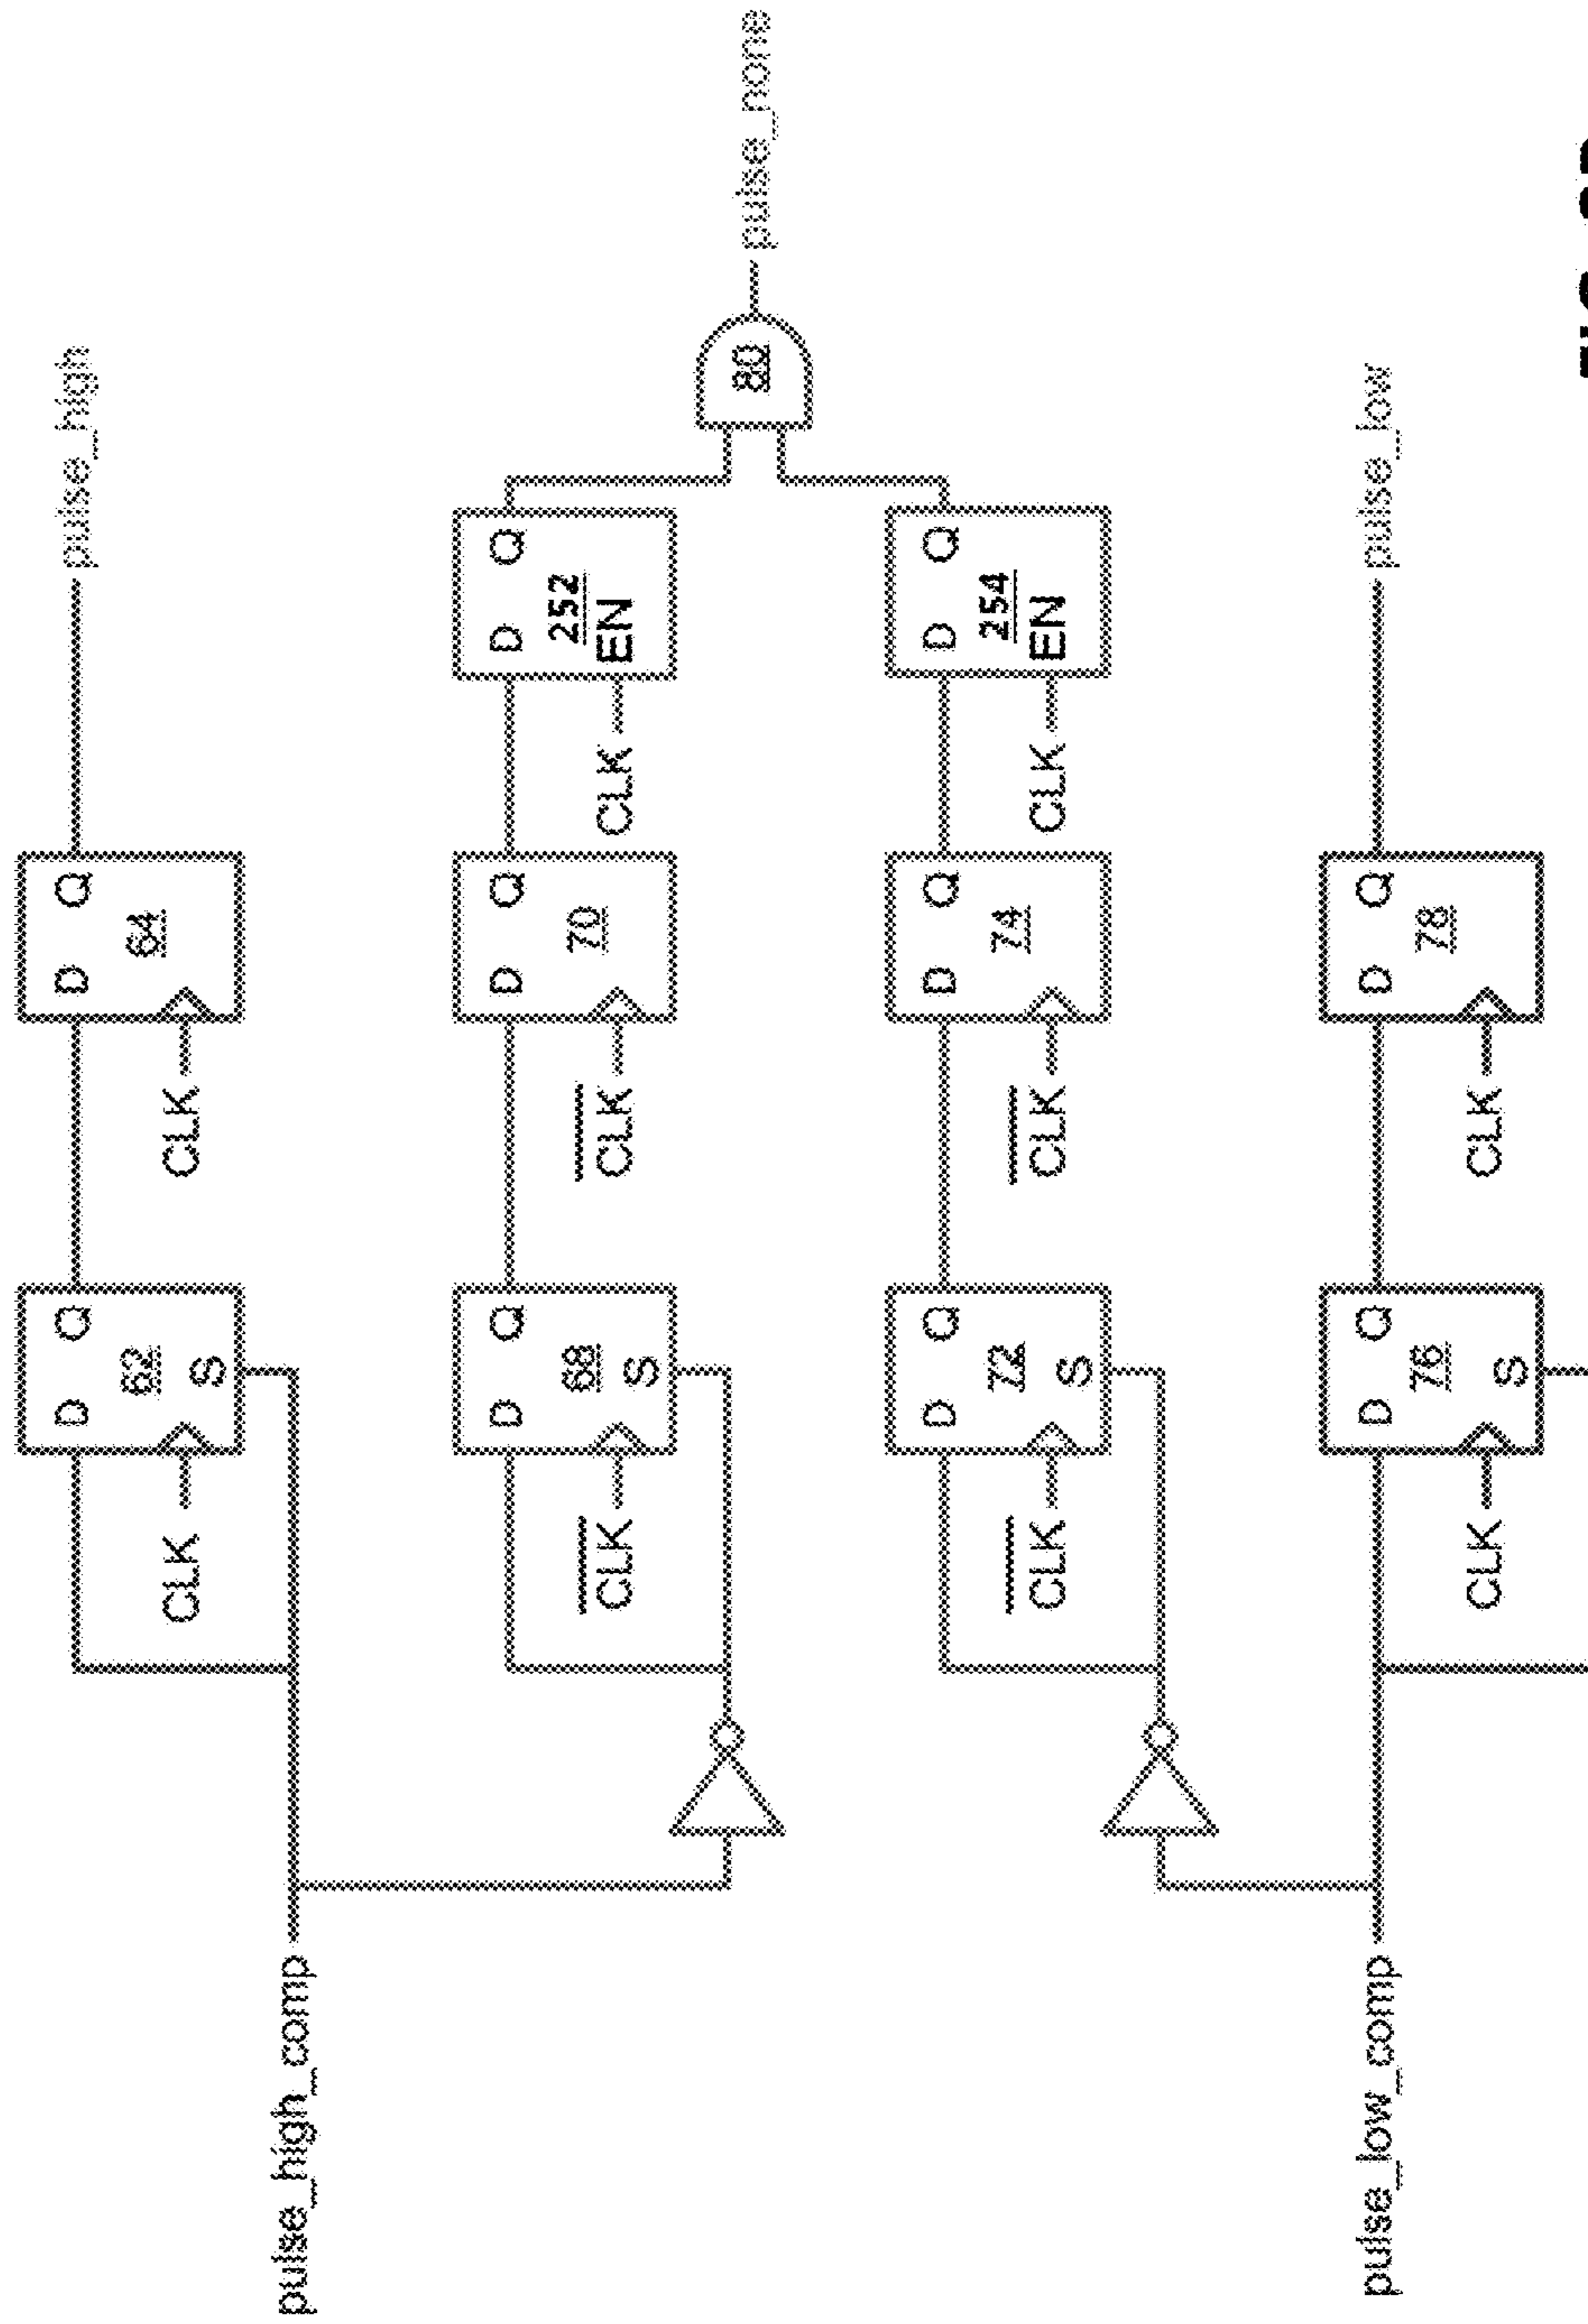 pulse_high
D Q
62
S
CLK
D Q
64
CLK
pulse_high_comp
D Q
68
S
CLK
D Q
70
CLK
D Q
252
EN
CLK
80
pulse_none
D Q
72
S
CLK
D Q
74
CLK
D Q
254
EN
CLK
pulse_low_comp
D Q
76
S
CLK
D Q
78
CLK
pulse_low